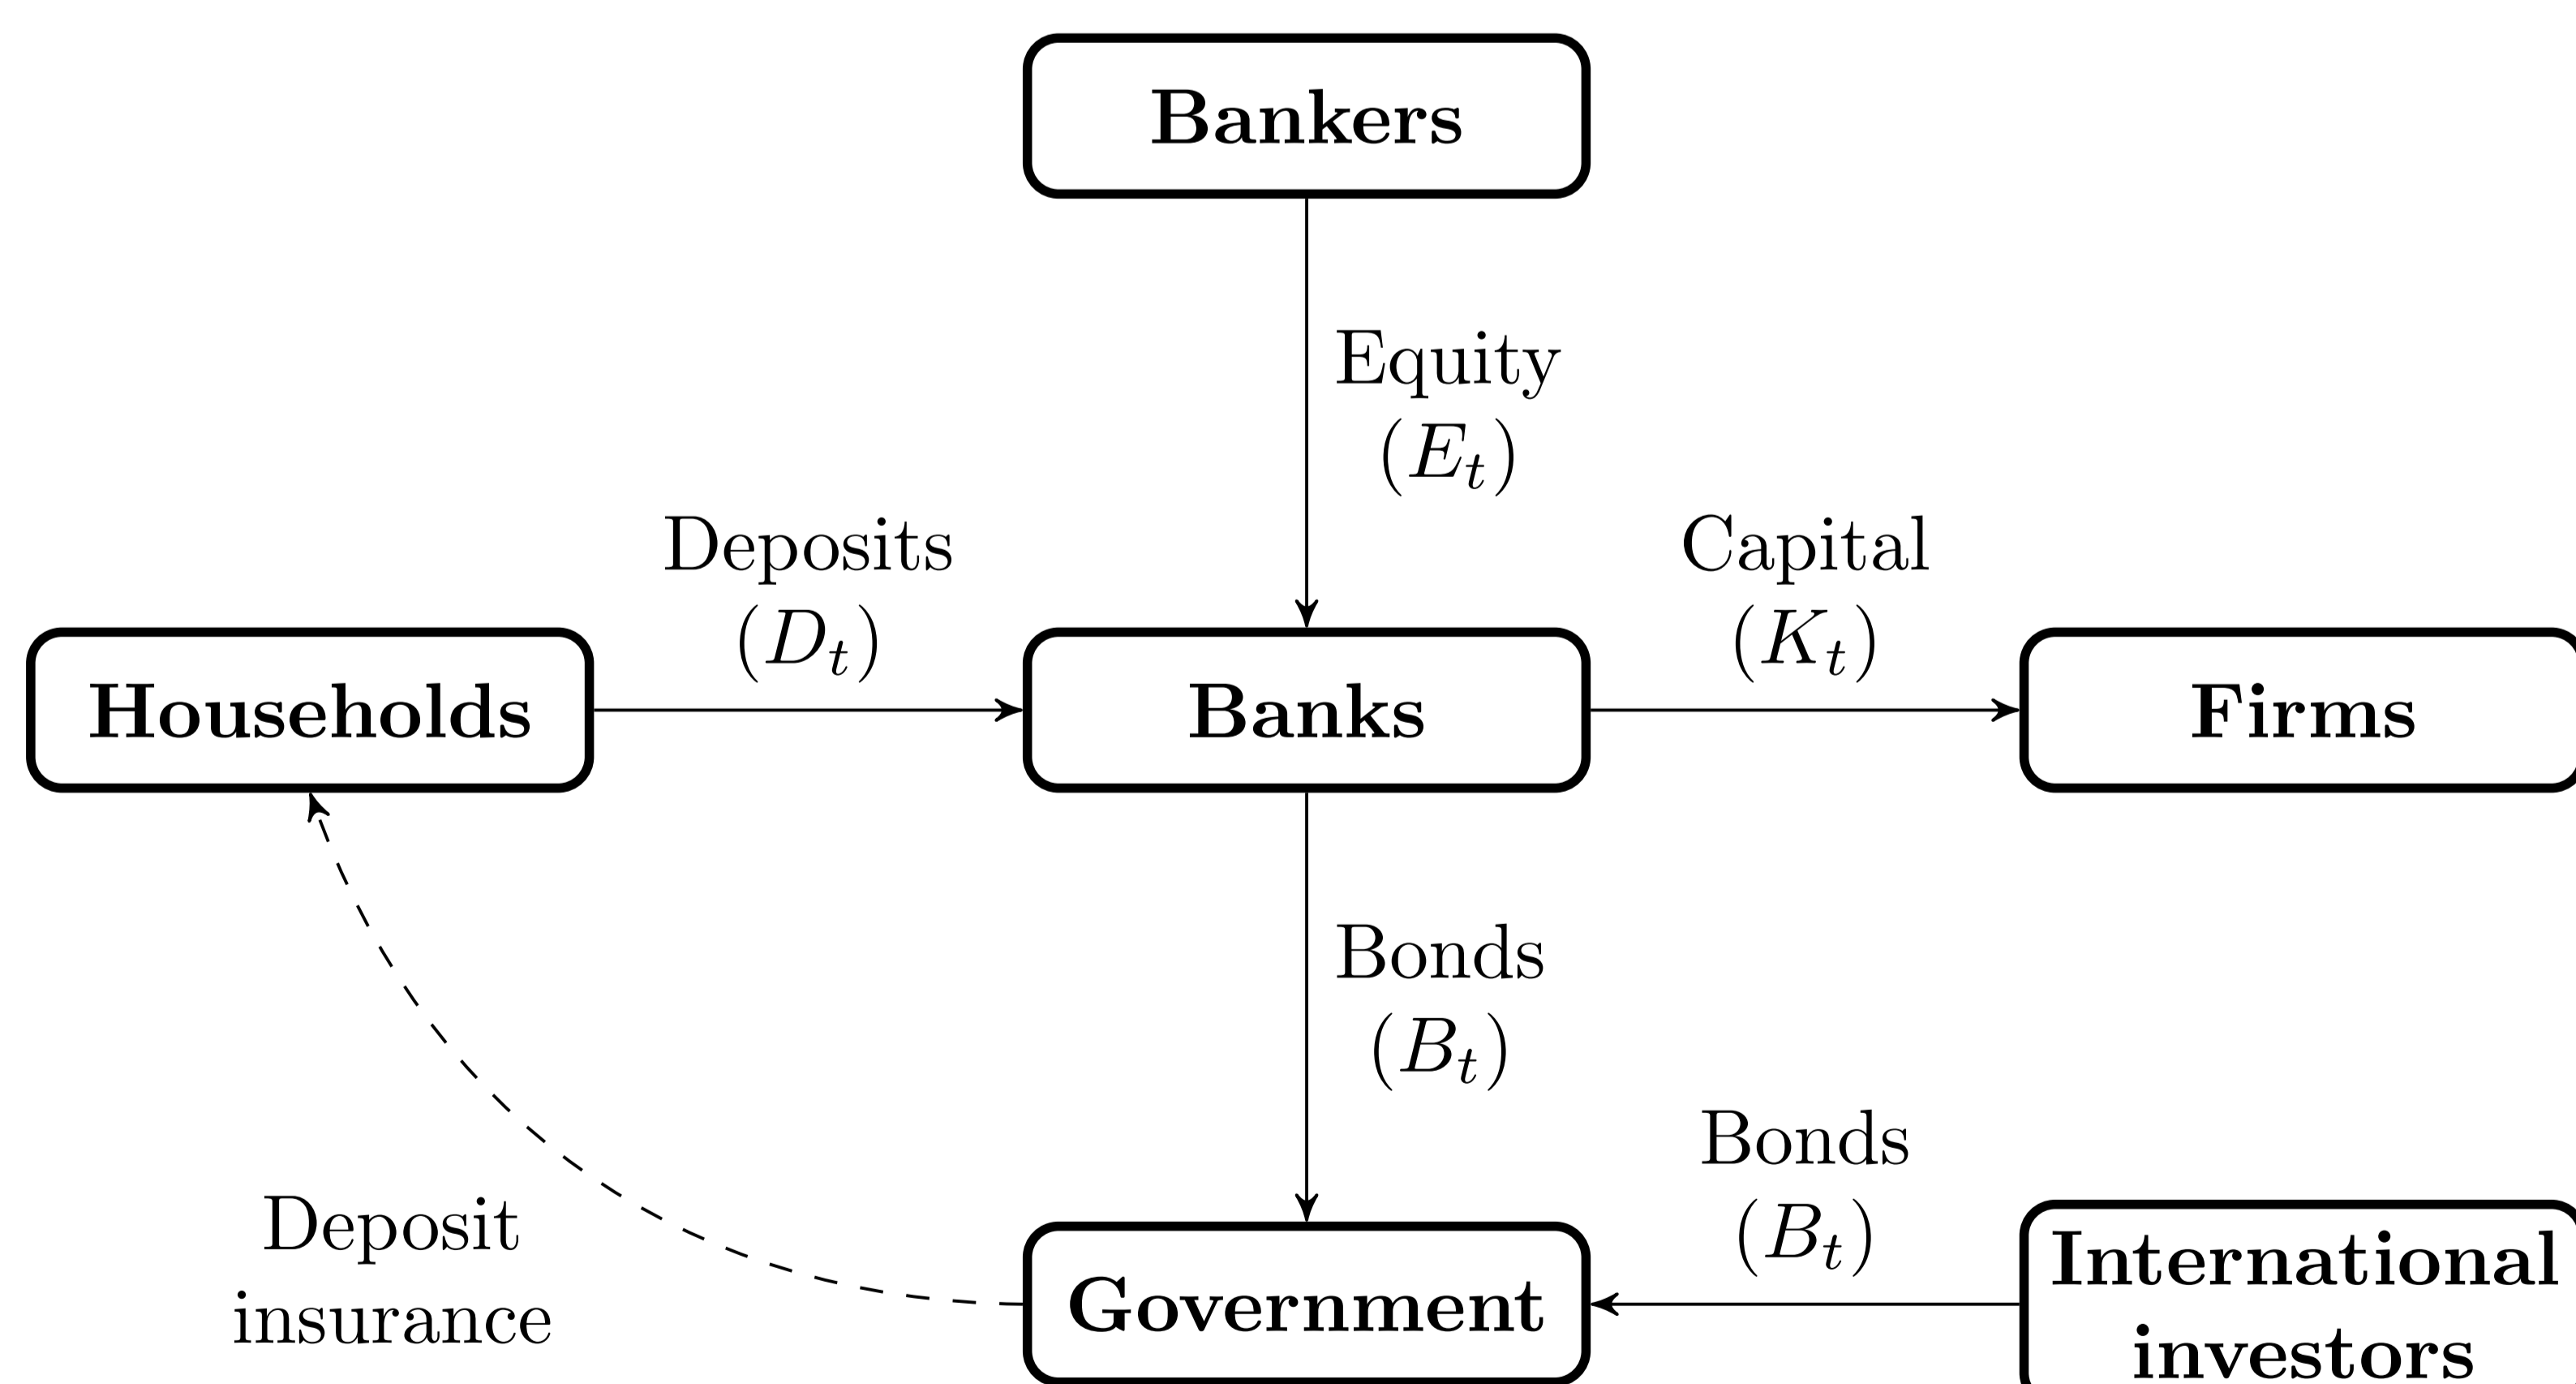 Bankers
Equity
(E_t)
Deposits
(D_t)
Capital
(K_t)
Households
Banks
Firms
Bonds
(B_t)
Bonds
(B_t)
Deposit
insurance
Government
International
investors